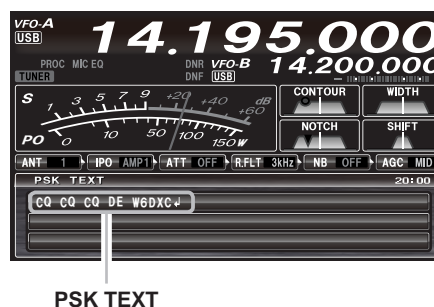 VFO-A
USB
14.195.000
PROC MIC EQ
DNR VFO-B 14.200.000
TUNER
DNF USB
S 1 3 5 7 9 +20 +40 +60 dB
PO 0 10 50 100 150 W
CONTOUR WIDTH
NOTCH SHIFT
ANT 1 IPO AMP1 ATT OFF R.FLT 3kHz NB OFF AGC MID
PSK TEXT 20:00
CQ CQ CQ DE W6DXC↲
PSK TEXT